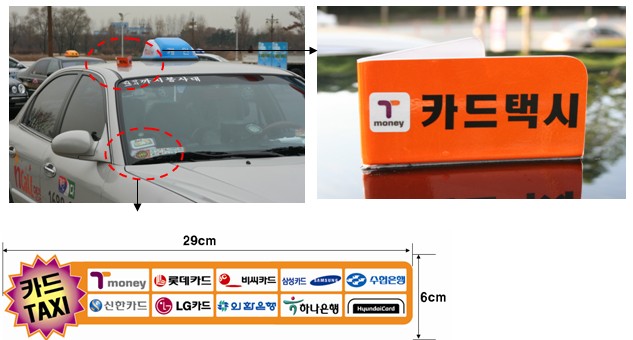 T
money
카드택시
29cm
6cm
카드
TAXI
T money
롯데카드
비씨카드
삼성카드 SAMSUNG
수협은행
신한카드
LG카드
외환은행
하나은행
HyundaiCard